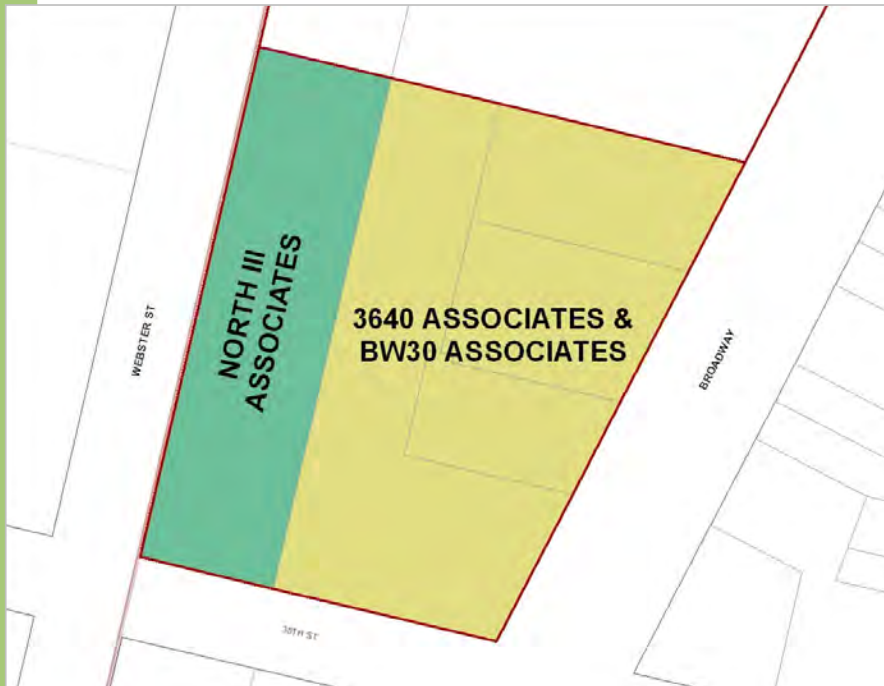 WEBSTER ST
NORTH III
ASSOCIATES
3640 ASSOCIATES &
BW30 ASSOCIATES
BROADWAY
30TH ST